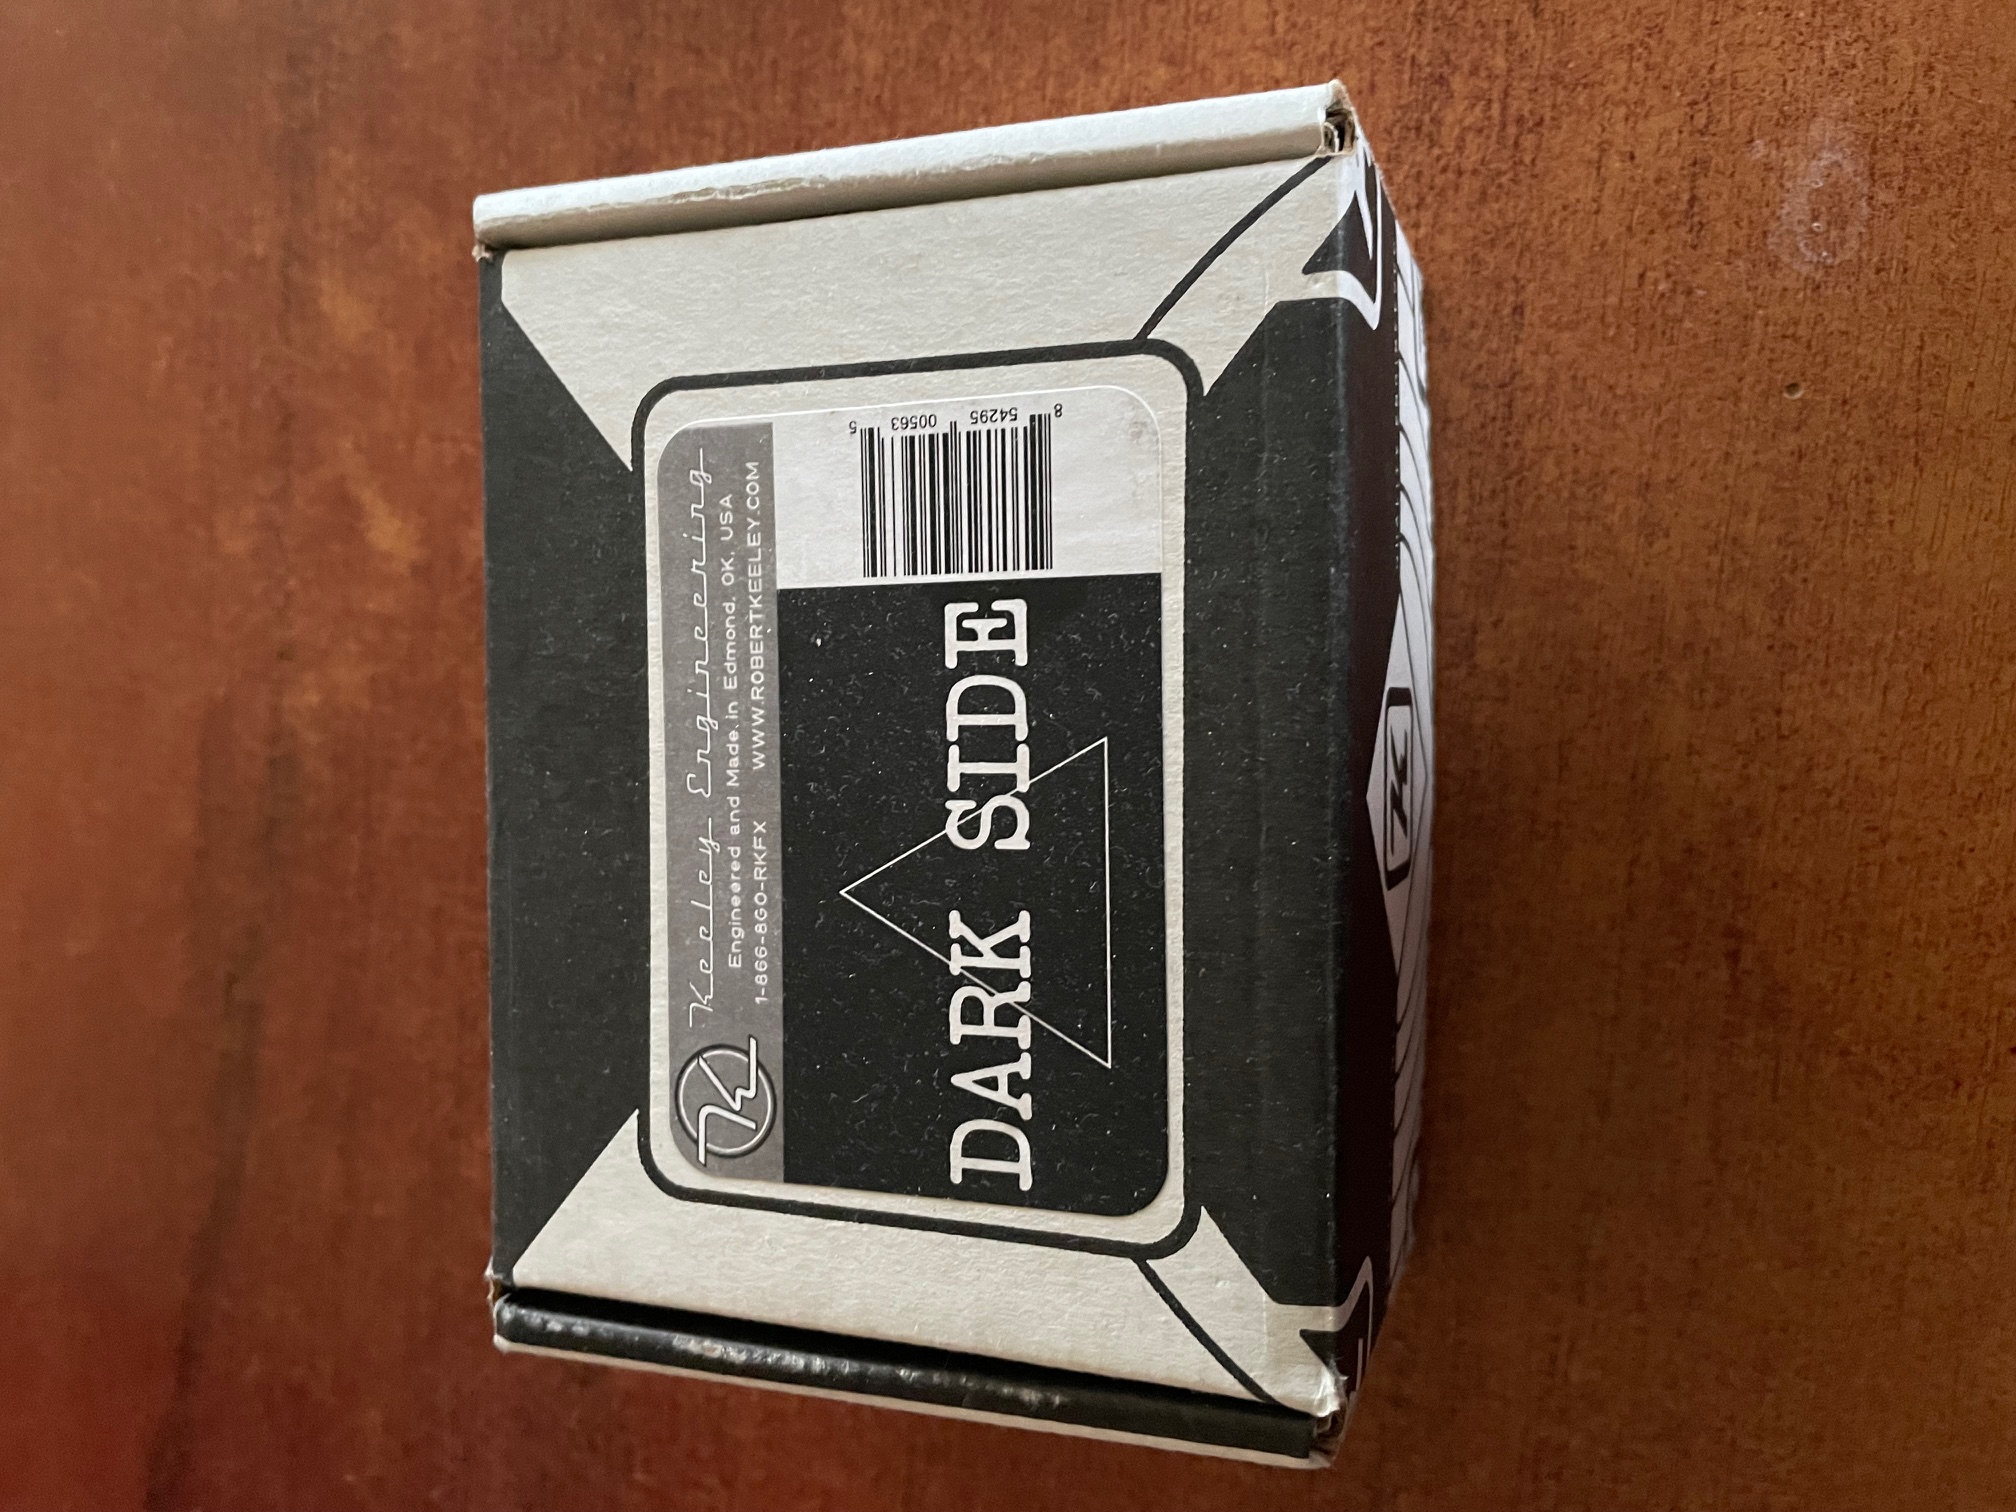 Keeley Engineering
Engineered and Made in Edmond, OK, USA
1-866-8GO-RKFX WWW.ROBERTKEELEY.COM
DARK SIDE
8 54295 00563 5